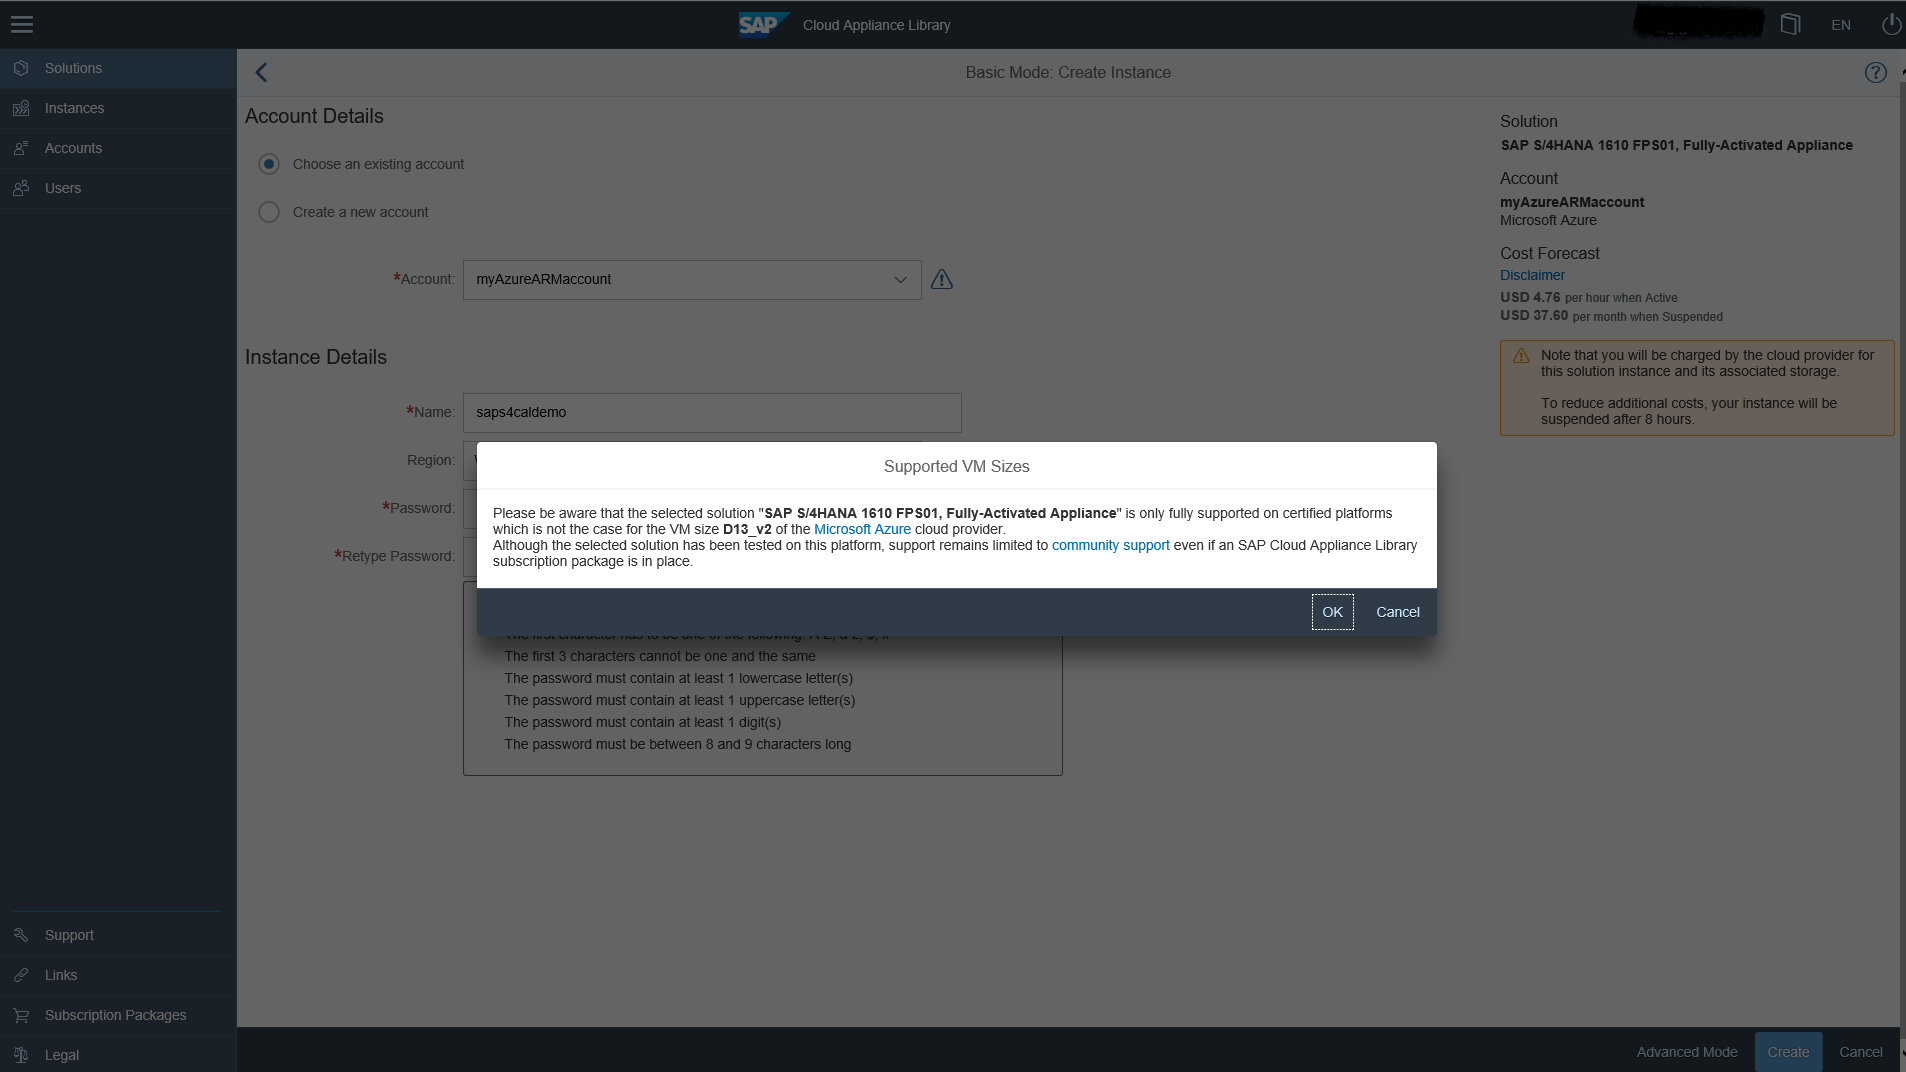 SAP Cloud Appliance Library
EN
Solutions
Instances
Accounts
Users
Basic Mode: Create Instance
Account Details
Choose an existing account
Create a new account
*Account: myAzureARMaccount
Instance Details
*Name: saps4caldemo
Region:
*Password:
*Retype Password:
Supported VM Sizes
Please be aware that the selected solution "SAP S/4HANA 1610 FPS01, Fully-Activated Appliance" is only fully supported on certified platforms
which is not the case for the VM size D13_v2 of the Microsoft Azure cloud provider.
Although the selected solution has been tested on this platform, support remains limited to community support even if an SAP Cloud Appliance Library
subscription package is in place.
OK Cancel
The first 3 characters cannot be one and the same
The password must contain at least 1 lowercase letter(s)
The password must contain at least 1 uppercase letter(s)
The password must contain at least 1 digit(s)
The password must be between 8 and 9 characters long
Solution
SAP S/4HANA 1610 FPS01, Fully-Activated Appliance
Account
myAzureARMaccount
Microsoft Azure
Cost Forecast
Disclaimer
USD 4.76 per hour when Active
USD 37.60 per month when Suspended
Note that you will be charged by the cloud provider for
this solution instance and its associated storage.
To reduce additional costs, your instance will be
suspended after 8 hours.
Support
Links
Subscription Packages
Legal
Advanced Mode Create Cancel